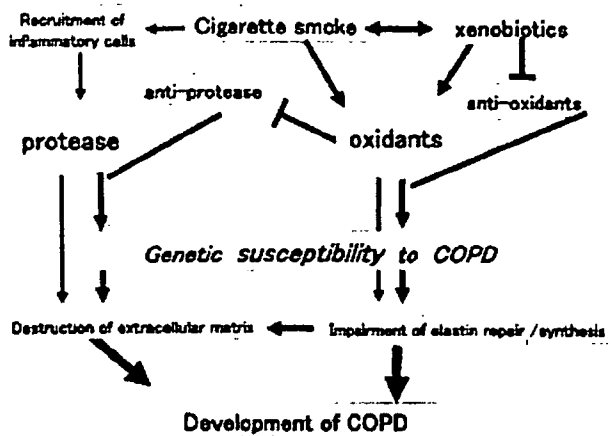 Recruitment of
inflammatory cells
Cigarette smoke
xenobiotics
anti-protease
anti-oxidants
protease
oxidants
Genetic susceptibility to COPD
Destruction of extracellular matrix
Impairment of elastin repair / synthesis
Development of COPD